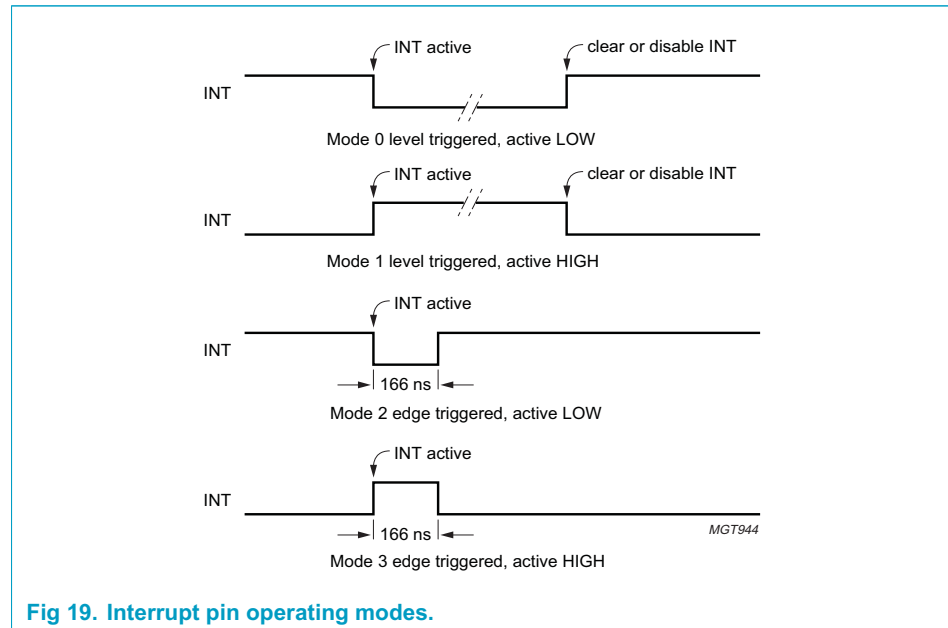 INT active
clear or disable INT
INT
Mode 0 level triggered, active LOW
INT active
clear or disable INT
INT
Mode 1 level triggered, active HIGH
INT active
INT
166 ns
Mode 2 edge triggered, active LOW
INT active
INT
166 ns
MGT944
Mode 3 edge triggered, active HIGH
Fig 19. Interrupt pin operating modes.